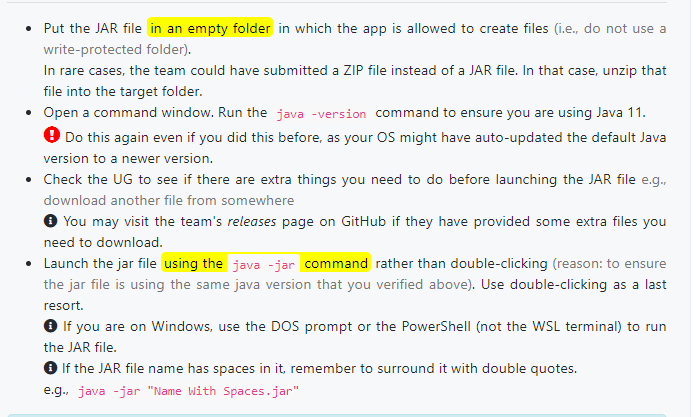 Put the JAR file in an empty folder in which the app is allowed to create files (i.e., do not use a
write-protected folder).
In rare cases, the team could have submitted a ZIP file instead of a JAR file. In that case, unzip that
file into the target folder.
Open a command window. Run the java -version command to ensure you are using Java 11.
Do this again even if you did this before, as your OS might have auto-updated the default Java
version to a newer version.
Check the UG to see if there are extra things you need to do before launching the JAR file e.g.,
download another file from somewhere
You may visit the team's releases page on GitHub if they have provided some extra files you
need to download.
Launch the jar file using the java -jar command rather than double-clicking (reason: to ensure
the jar file is using the same java version that you verified above). Use double-clicking as a last
resort.
If you are on Windows, use the DOS prompt or the PowerShell (not the WSL terminal) to run
the JAR file.
If the JAR file name has spaces in it, remember to surround it with double quotes.
e.g., java -jar "Name With Spaces.jar"